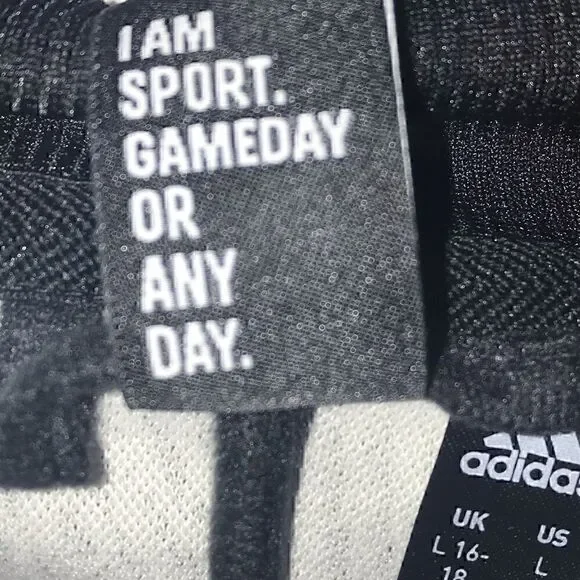 I AM
SPORT.
GAMEDAY
OR
ANY
DAY.
adidas
UK US
L 16- L
18